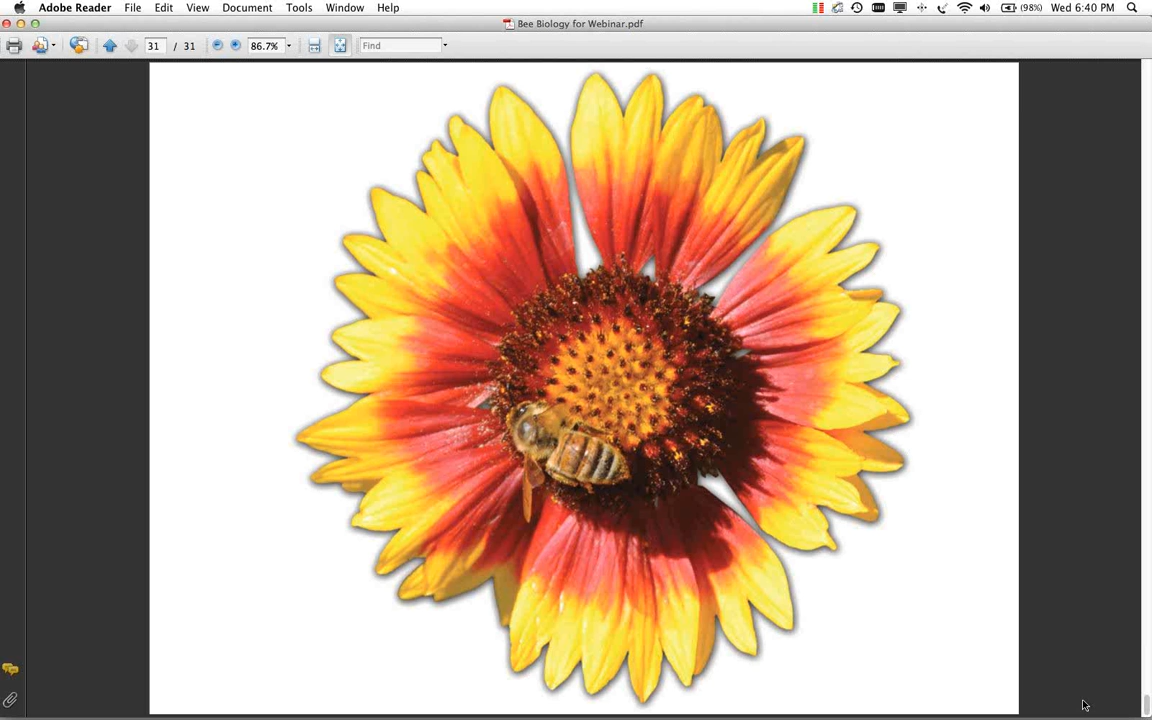 Adobe Reader File Edit View Document Tools Window Help (98%) Wed 6:40 PM
Bee Biology for Webinar.pdf
31 / 31 86.7% Find